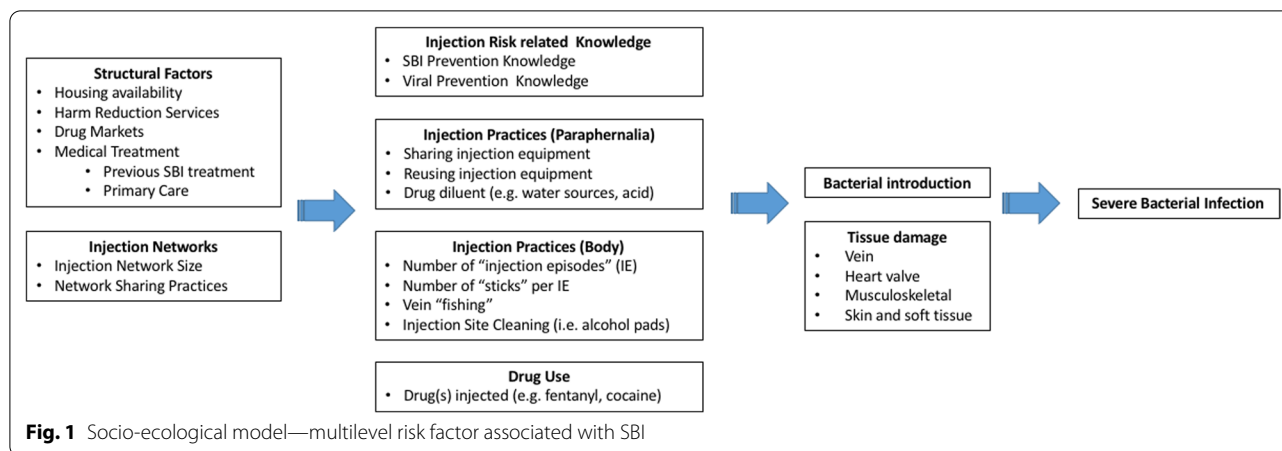 Structural Factors
• Housing availability
• Harm Reduction Services
• Drug Markets
• Medical Treatment
• Previous SBI treatment
• Primary Care
Injection Networks
• Injection Network Size
• Network Sharing Practices
Injection Risk related Knowledge
• SBI Prevention Knowledge
• Viral Prevention Knowledge
Injection Practices (Paraphernalia)
• Sharing injection equipment
• Reusing injection equipment
• Drug diluent (e.g. water sources, acid)
Injection Practices (Body)
• Number of “injection episodes” (IE)
• Number of “sticks” per IE
• Vein “fishing”
• Injection Site Cleaning (i.e. alcohol pads)
Drug Use
• Drug(s) injected (e.g. fentanyl, cocaine)
Bacterial introduction
Tissue damage
• Vein
• Heart valve
• Musculoskeletal
• Skin and soft tissue
Severe Bacterial Infection
Fig. 1 Socio-ecological model—multilevel risk factor associated with SBI